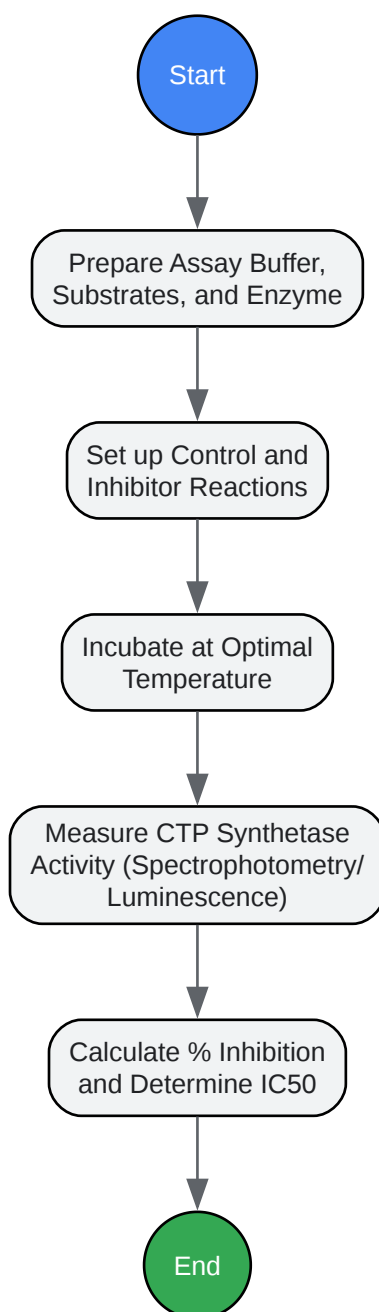 Start
Prepare Assay Buffer,
Substrates, and Enzyme
Set up Control and
Inhibitor Reactions
Incubate at Optimal
Temperature
Measure CTP Synthetase
Activity (Spectrophotometry/
Luminescence)
Calculate % Inhibition
and Determine IC50
End